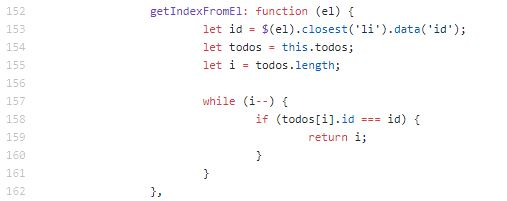 152 getIndexFromEl: function (el) {
153 let id = $(el).closest('li').data('id');
154 let todos = this.todos;
155 let i = todos.length;
156
157 while (i--) {
158 if (todos[i].id === id) {
159 return i;
160 }
161 }
162 },